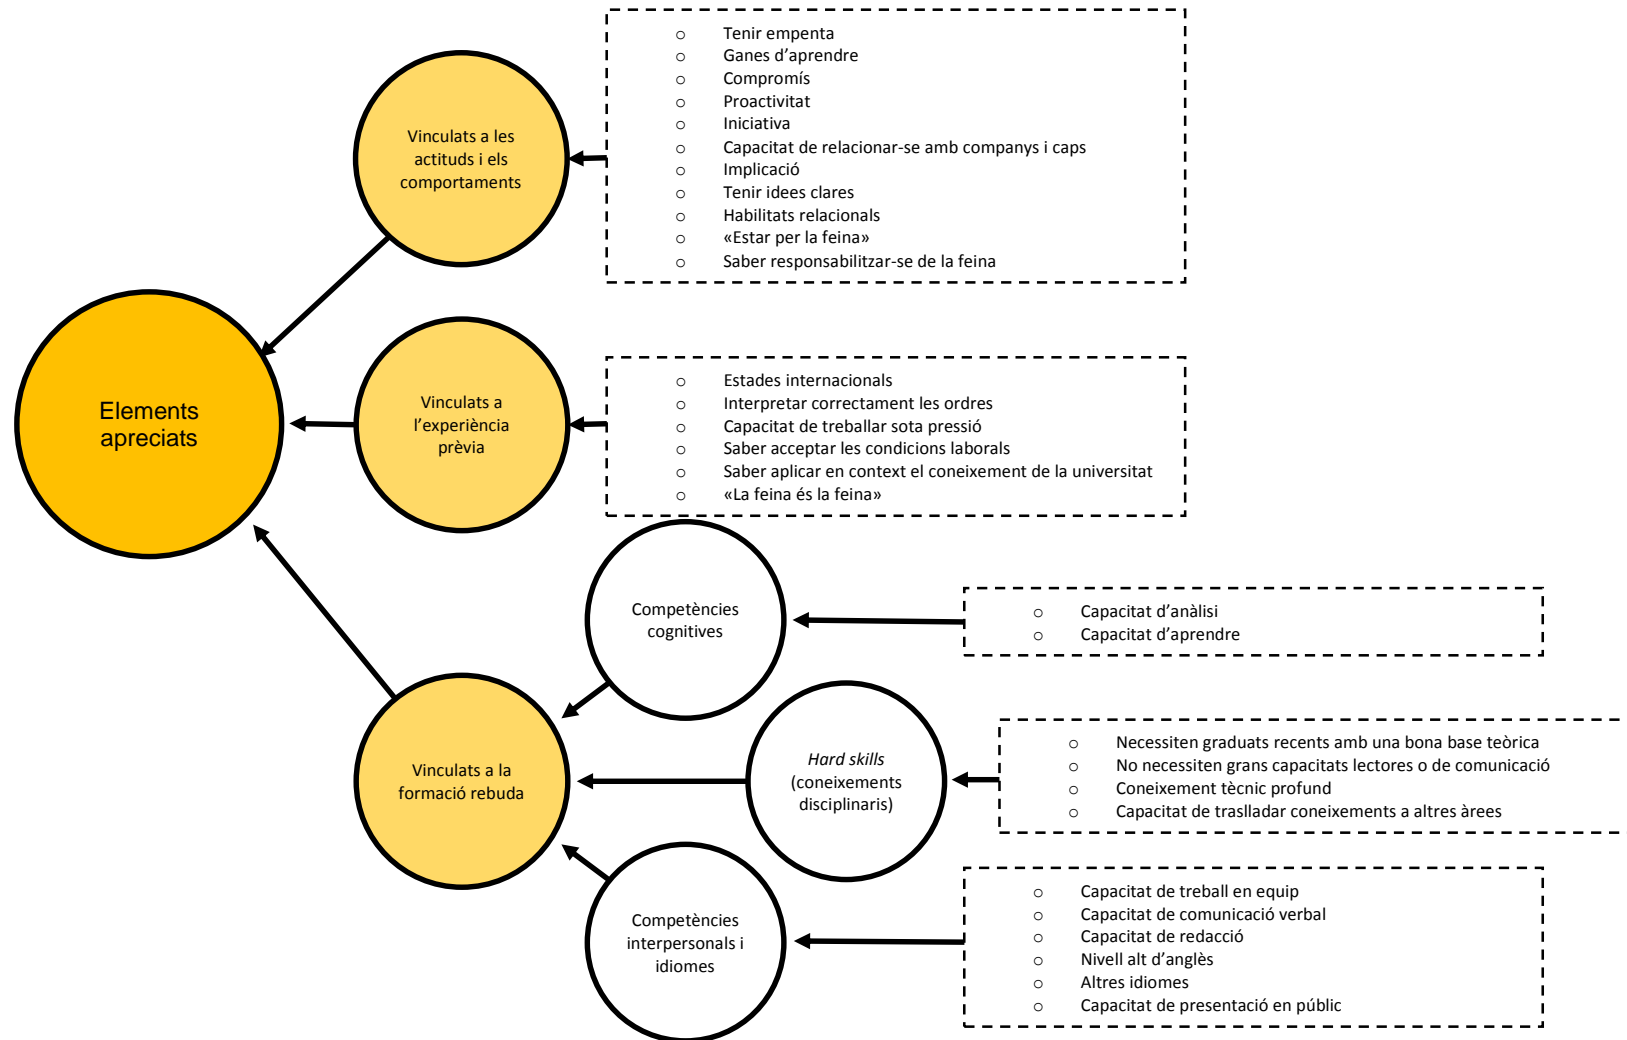 Elements
apreciats
Vinculats a les
actituds i els
comportaments
o Tenir empenta
o Ganes d’aprendre
o Compromís
o Proactivitat
o Iniciativa
o Capacitat de relacionar-se amb companys i caps
o Implicació
o Tenir idees clares
o Habilitats relacionals
o «Estar per la feina»
o Saber responsabilitzar-se de la feina
Vinculats a
l’experiència
prèvia
o Estades internacionals
o Interpretar correctament les ordres
o Capacitat de treballar sota pressió
o Saber acceptar les condicions laborals
o Saber aplicar en context el coneixement de la universitat
o «La feina és la feina»
Vinculats a la
formació rebuda
Competències
cognitives
o Capacitat d’anàlisi
o Capacitat d’aprendre
Hard skills
(coneixements
disciplinaris)
o Necessiten graduats recents amb una bona base teòrica
o No necessiten grans capacitats lectores o de comunicació
o Coneixement tècnic profund
o Capacitat de traslladar coneixements a altres àrees
Competències
interpersonals i
idiomes
o Capacitat de treball en equip
o Capacitat de comunicació verbal
o Capacitat de redacció
o Nivell alt d’anglès
o Altres idiomes
o Capacitat de presentació en públic